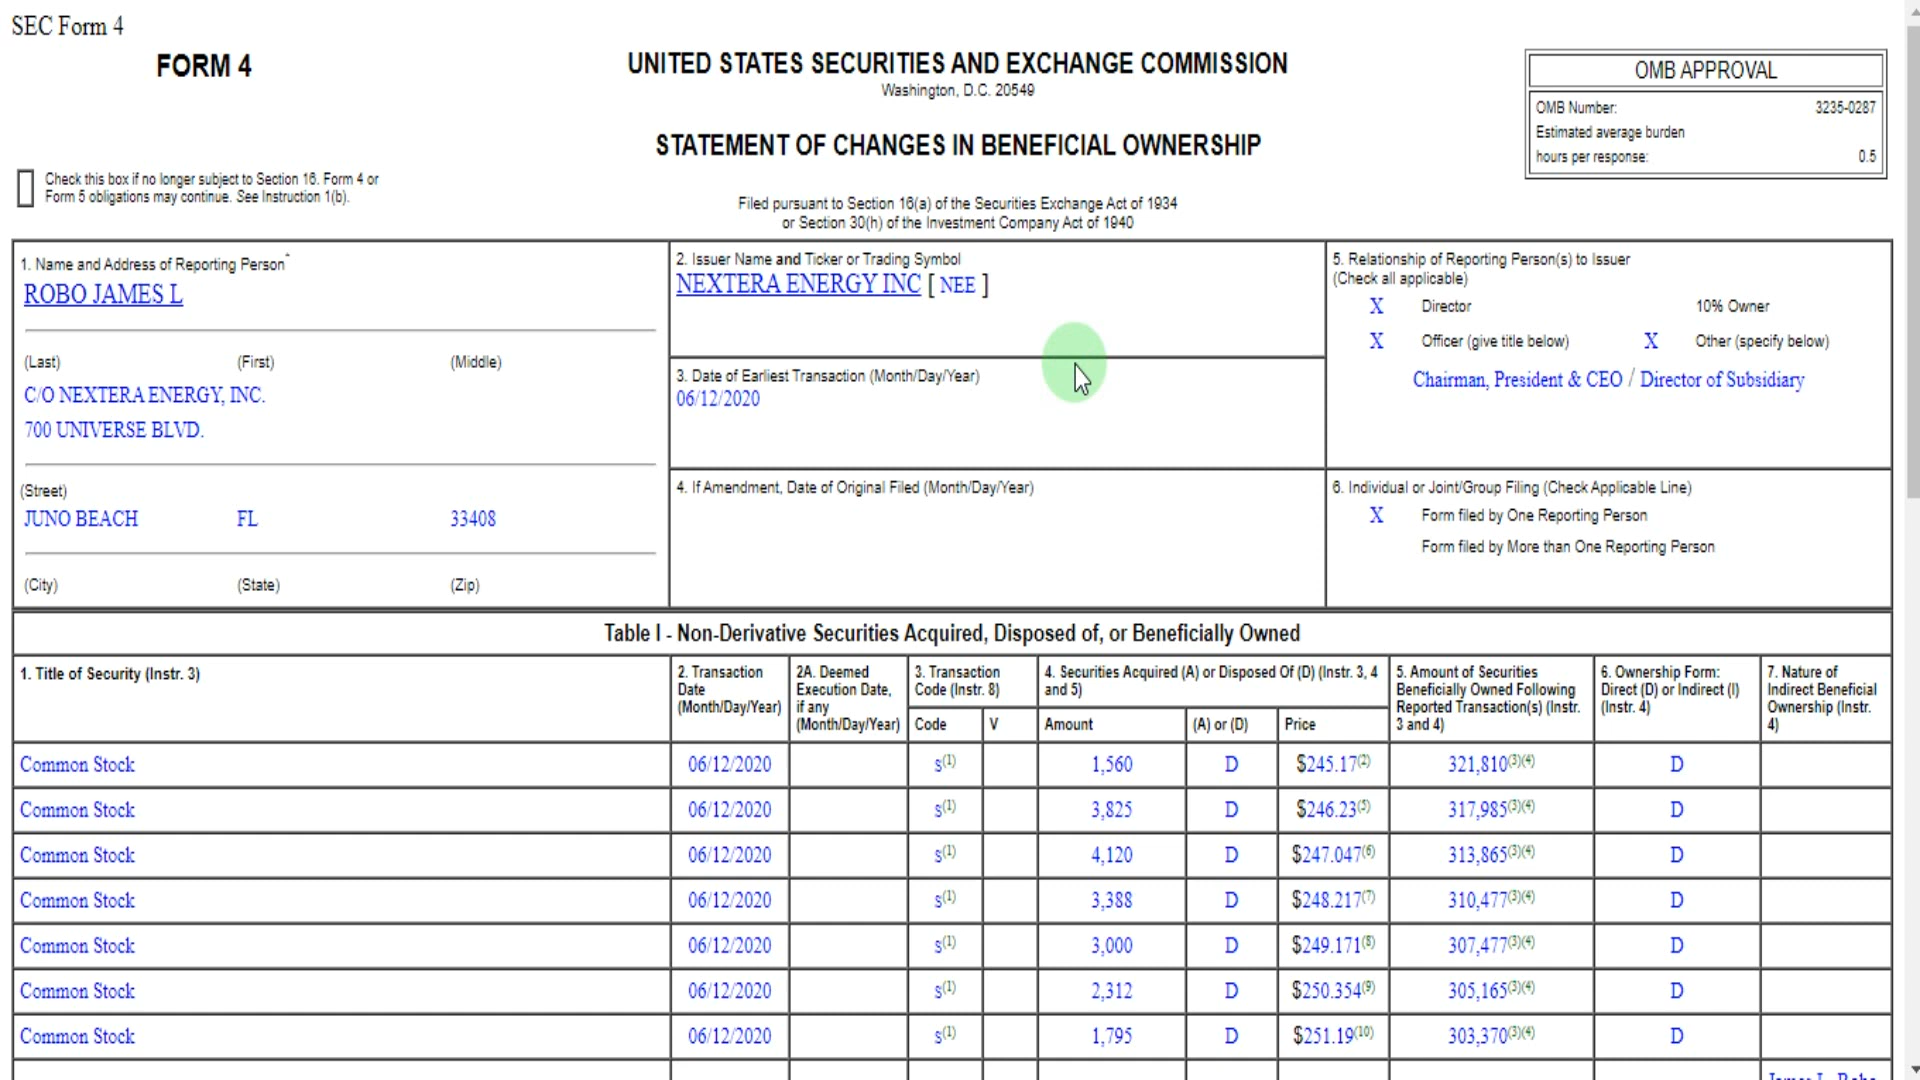 SEC Form 4
FORM 4
UNITED STATES SECURITIES AND EXCHANGE COMMISSION
Washington, D.C. 20549
STATEMENT OF CHANGES IN BENEFICIAL OWNERSHIP
Filed pursuant to Section 16(a) of the Securities Exchange Act of 1934
or Section 30(h) of the Investment Company Act of 1940
OMB APPROVAL
OMB Number: 3235-0287
Estimated average burden
hours per response: 0.5
Check this box if no longer subject to Section 16. Form 4 or
Form 5 obligations may continue. See Instruction 1(b).
1. Name and Address of Reporting Person*
ROBO JAMES L
(Last) (First) (Middle)
C/O NEXTERA ENERGY, INC.
700 UNIVERSE BLVD.
(Street)
JUNO BEACH FL 33408
(City) (State) (Zip)
2. Issuer Name and Ticker or Trading Symbol
NEXTERA ENERGY INC [ NEE ]
3. Date of Earliest Transaction (Month/Day/Year)
06/12/2020
4. If Amendment, Date of Original Filed (Month/Day/Year)
5. Relationship of Reporting Person(s) to Issuer
(Check all applicable)
X Director 10% Owner
X Officer (give title below) X Other (specify below)
Chairman, President & CEO / Director of Subsidiary
6. Individual or Joint/Group Filing (Check Applicable Line)
X Form filed by One Reporting Person
Form filed by More than One Reporting Person
Table I - Non-Derivative Securities Acquired, Disposed of, or Beneficially Owned
1. Title of Security (Instr. 3)
2. Transaction
Date
(Month/Day/Year)
2A. Deemed
Execution Date,
if any
(Month/Day/Year)
3. Transaction
Code (Instr. 8)
Code V
4. Securities Acquired (A) or Disposed Of (D) (Instr. 3, 4
and 5)
Amount (A) or (D) Price
5. Amount of Securities
Beneficially Owned Following
Reported Transaction(s) (Instr.
3 and 4)
6. Ownership Form:
Direct (D) or Indirect (I)
(Instr. 4)
7. Nature of
Indirect Beneficial
Ownership (Instr.
4)
Common Stock 06/12/2020 S(1) 1,560 D $245.17(2) 321,810(3)(4) D
Common Stock 06/12/2020 S(1) 3,825 D $246.23(5) 317,985(3)(4) D
Common Stock 06/12/2020 S(1) 4,120 D $247.047(6) 313,865(3)(4) D
Common Stock 06/12/2020 S(1) 3,388 D $248.217(7) 310,477(3)(4) D
Common Stock 06/12/2020 S(1) 3,000 D $249.171(8) 307,477(3)(4) D
Common Stock 06/12/2020 S(1) 2,312 D $250.354(9) 305,165(3)(4) D
Common Stock 06/12/2020 S(1) 1,795 D $251.19(10) 303,370(3)(4) D